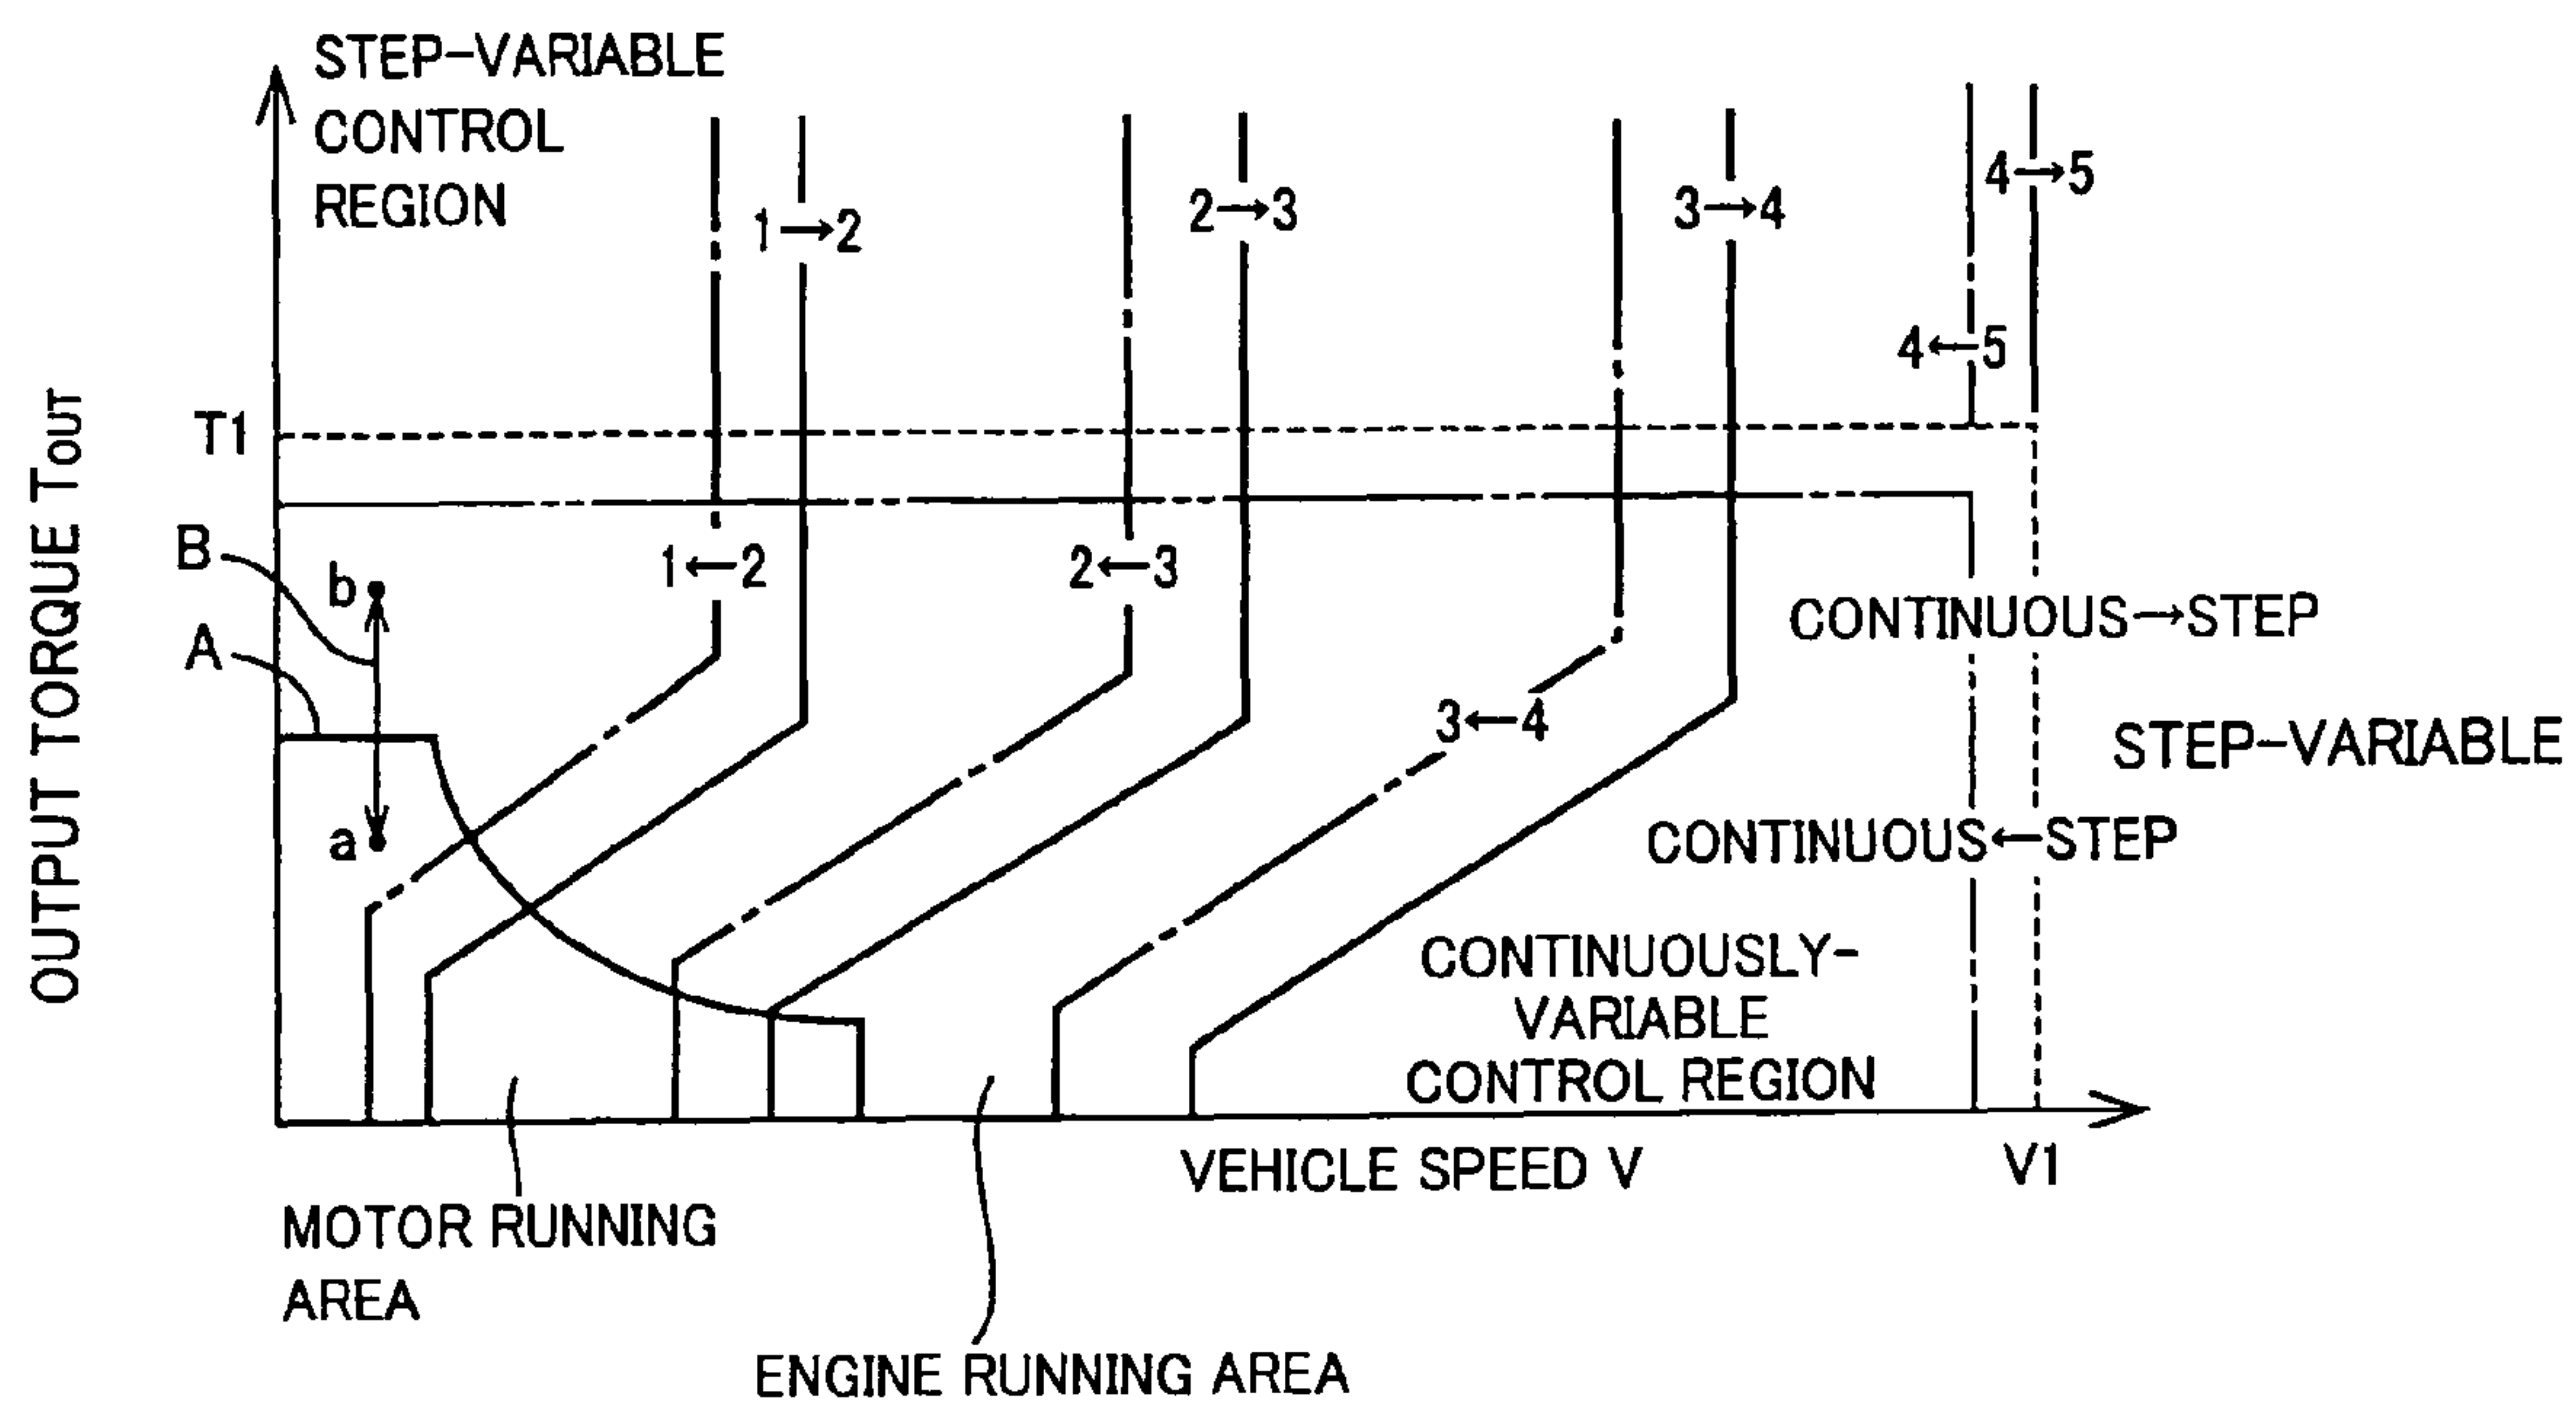 STEP-VARIABLE
CONTROL
REGION
1→2
2→3
3→4
4→5
4←5
T1
OUTPUT TORQUE TOUT
B
b
A
a
1←2
2←3
3←4
CONTINUOUS→STEP
STEP-VARIABLE
CONTINUOUS←STEP
CONTINUOUSLY-
VARIABLE
CONTROL REGION
VEHICLE SPEED V
V1
MOTOR RUNNING
AREA
ENGINE RUNNING AREA